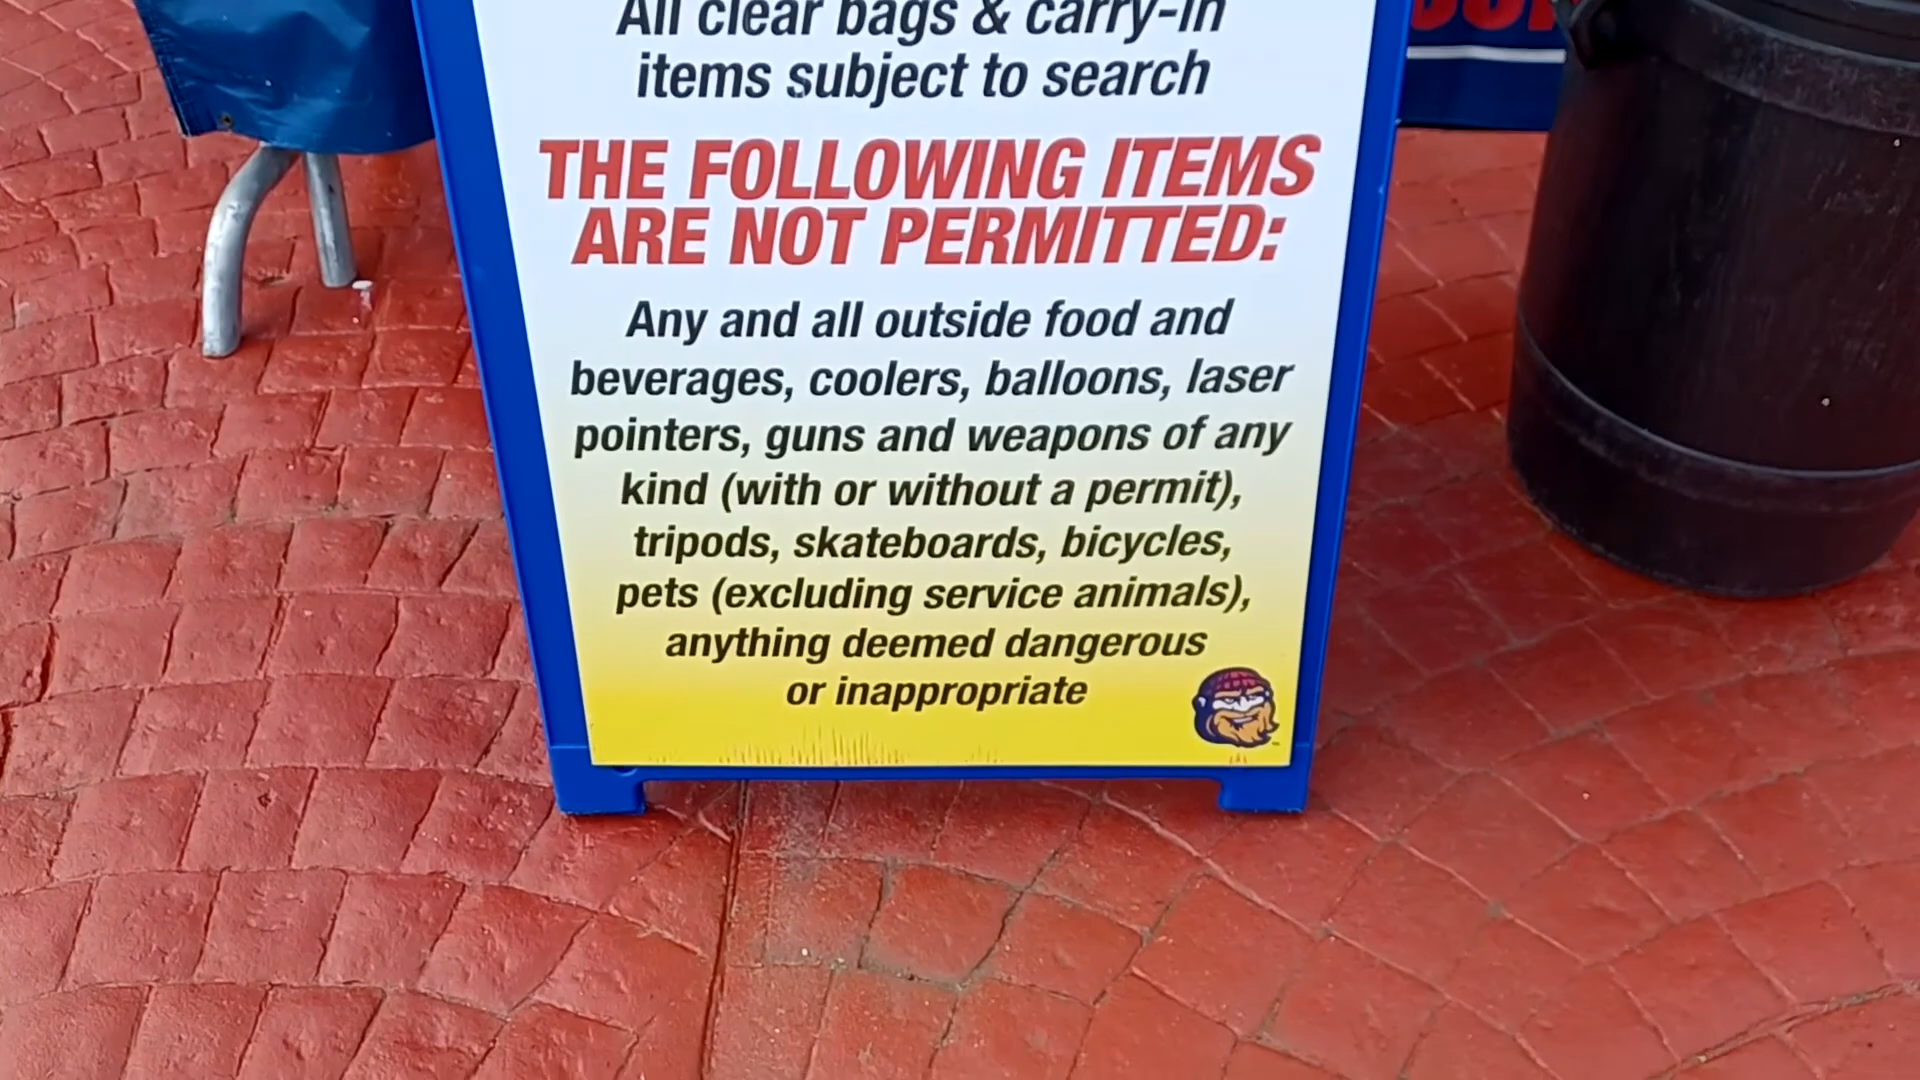 All clear bags & carry-in
items subject to search
THE FOLLOWING ITEMS
ARE NOT PERMITTED:
Any and all outside food and
beverages, coolers, balloons, laser
pointers, guns and weapons of any
kind (with or without a permit),
tripods, skateboards, bicycles,
pets (excluding service animals),
anything deemed dangerous
or inappropriate